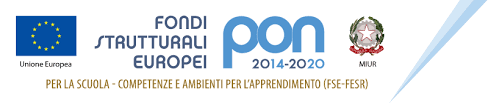 FONDI
STRUTTURALI
EUROPEI
pon
2014-2020
Unione Europea
MIUR
PER LA SCUOLA - COMPETENZE E AMBIENTI PER L'APPRENDIMENTO (FSE-FESR)